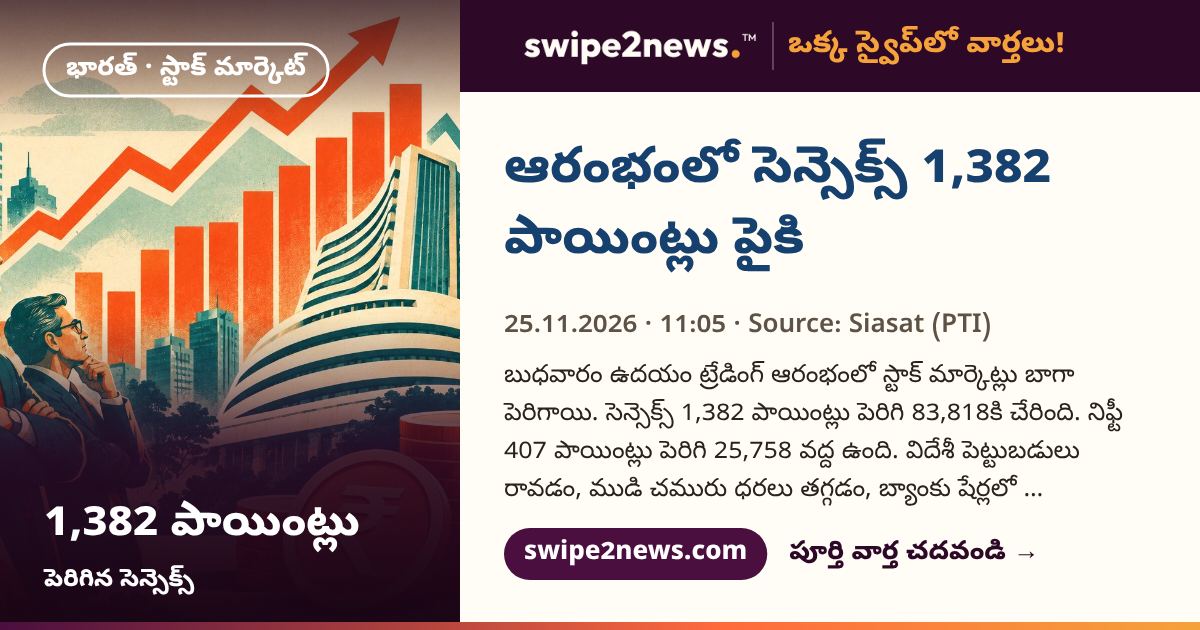 భారత్ · స్టాక్ మార్కెట్
1,382 పాయింట్లు
పెరిగిన సెన్సెక్స్
swipe2news.™
ఒక్క స్వైప్‌లో వార్తలు!
ఆరంభంలో సెన్సెక్స్ 1,382
పాయింట్లు పైకి
25.11.2026 · 11:05 · Source: Siasat (PTI)
బుధవారం ఉదయం ట్రేడింగ్ ఆరంభంలో స్టాక్ మార్కెట్లు బాగా
పెరిగాయి. సెన్సెక్స్ 1,382 పాయింట్లు పెరిగి 83,818కి చేరింది. నిఫ్టీ
407 పాయింట్లు పెరిగి 25,758 వద్ద ఉంది. విదేశీ పెట్టుబడులు
రావడం, ముడి చమురు ధరలు తగ్గడం, బ్యాంకు షేర్లలో ...
swipe2news.com
పూర్తి వార్త చదవండి →